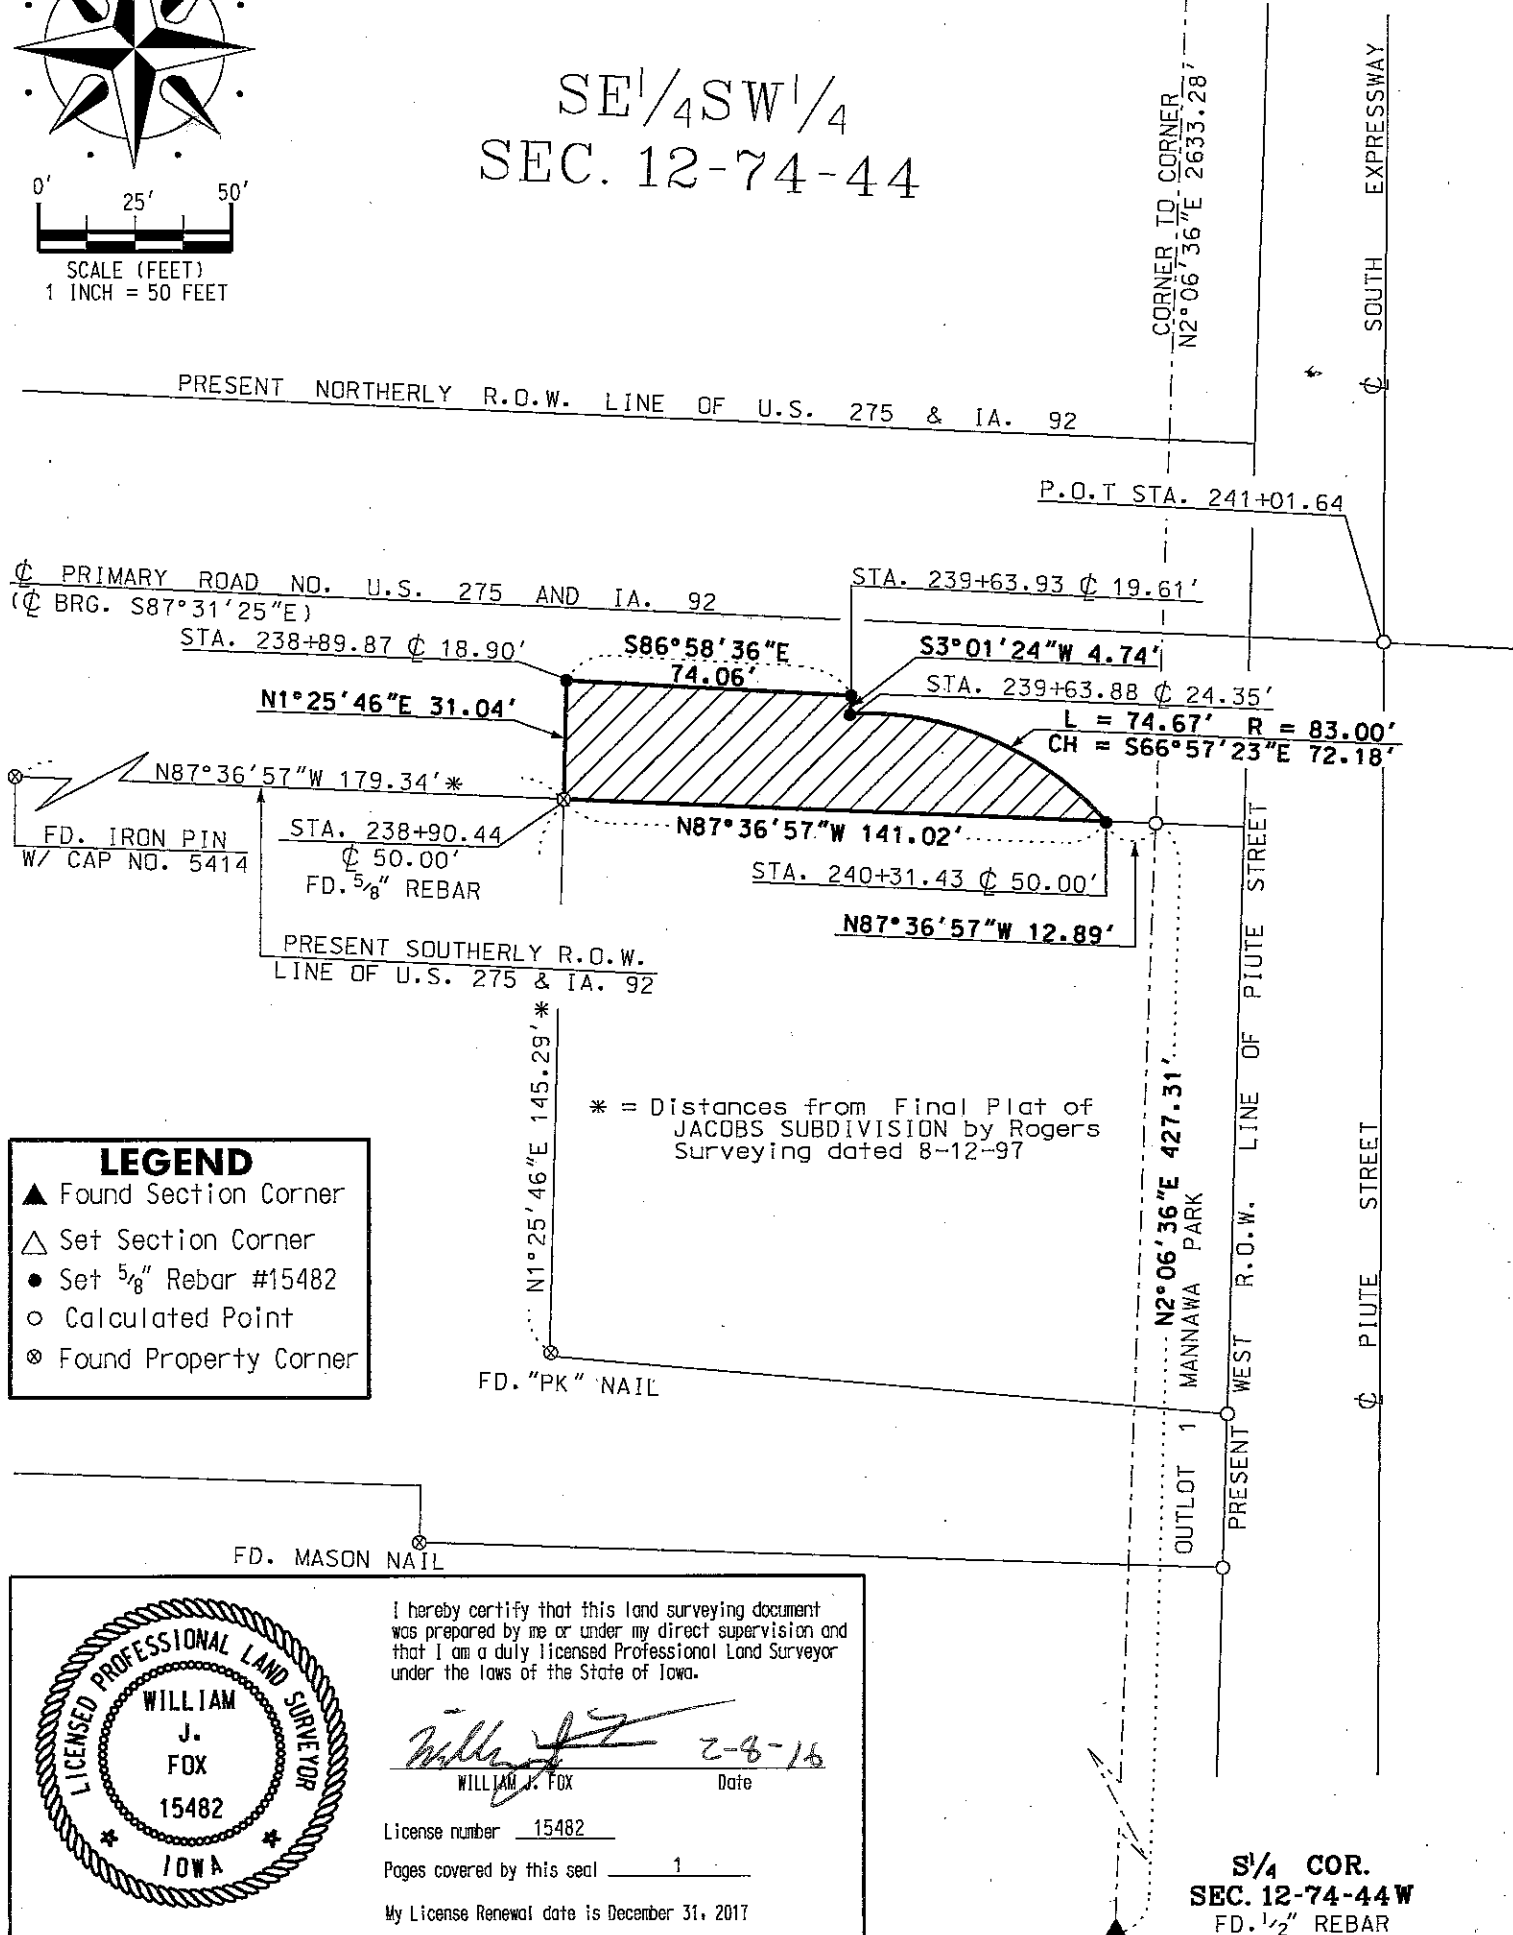 SE1/4SW1/4
SEC. 12-74-44
0' 25' 50'
SCALE (FEET)
1 INCH = 50 FEET
CORNER TO CORNER
N2°06'36"E 2633.28'
℄ SOUTH EXPRESSWAY
PRESENT NORTHERLY R.O.W. LINE OF U.S. 275 & IA. 92
P.O.T STA. 241+01.64
℄ PRIMARY ROAD NO. U.S. 275 AND IA. 92
(℄ BRG. S87°31'25"E)
STA. 239+63.93 ℄ 19.61'
STA. 238+89.87 ℄ 18.90'
S86°58'36"E
74.06'
S3°01'24"W 4.74'
STA. 239+63.88 ℄ 24.35'
N1°25'46"E 31.04'
L = 74.67' R = 83.00'
CH = S66°57'23"E 72.18'
N87°36'57"W 179.34'*
FD. IRON PIN
W/ CAP NO. 5414
STA. 238+90.44
℄ 50.00'
FD. 5/8" REBAR
N87°36'57"W 141.02'
STA. 240+31.43 ℄ 50.00'
N87°36'57"W 12.89'
PRESENT SOUTHERLY R.O.W.
LINE OF U.S. 275 & IA. 92
N1°25'46"E 145.29'*
* = Distances from Final Plat of
JACOBS SUBDIVISION by Rogers
Surveying dated 8-12-97
N2°06'36"E 427.31'
OUTLOT 1 MANNAWA PARK
PRESENT WEST R.O.W. LINE OF PIUTE STREET
℄ PIUTE STREET
LEGEND
▲ Found Section Corner
△ Set Section Corner
● Set 5/8" Rebar #15482
○ Calculated Point
⊗ Found Property Corner
FD. "PK" NAIL
FD. MASON NAIL
LICENSED PROFESSIONAL LAND SURVEYOR
WILLIAM
J.
FOX
15482
* IOWA *
I hereby certify that this land surveying document
was prepared by me or under my direct supervision and
that I am a duly licensed Professional Land Surveyor
under the laws of the State of Iowa.
2-8-16
WILLIAM J. FOX Date
License number 15482
Pages covered by this seal 1
My License Renewal date is December 31, 2017
S1/4 COR.
SEC. 12-74-44W
FD. 1/2" REBAR